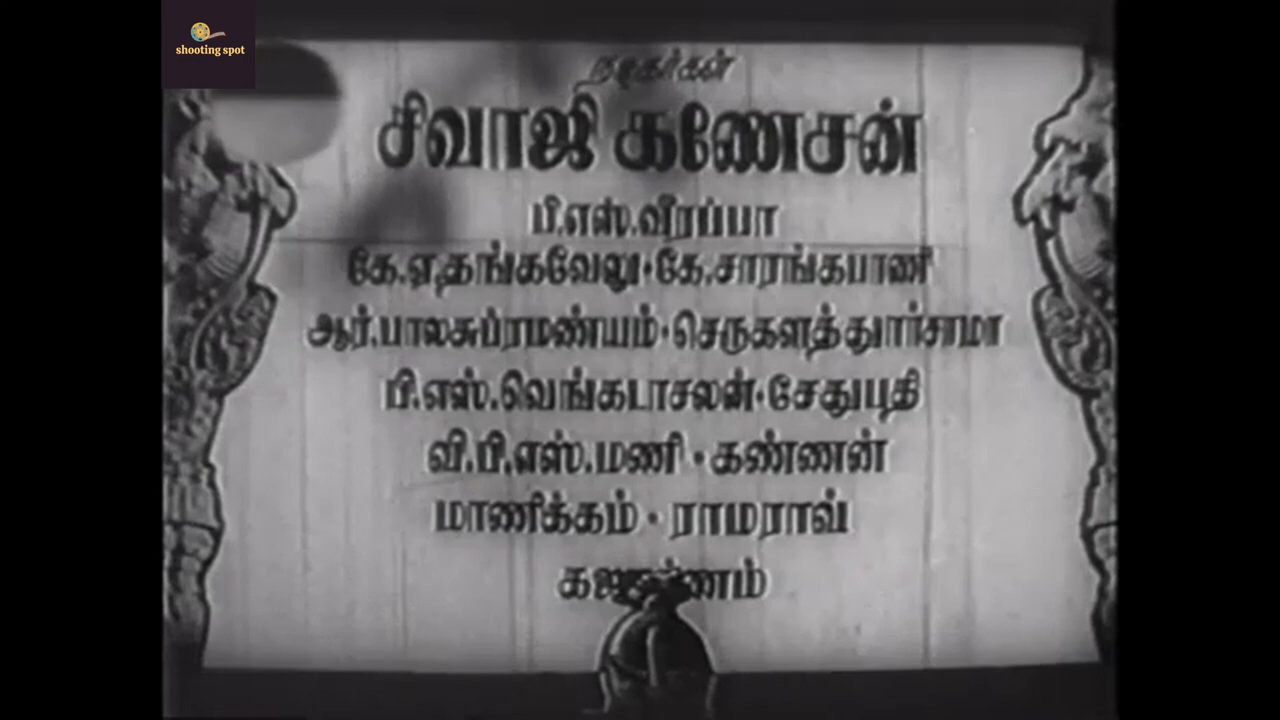 shooting spot
நடிகர்கள்
சிவாஜி கணேசன்
பி.எஸ்.வீரப்பா
கே.ஏ.தங்கவேலு·கே.சாரங்கபாணி
ஆர்.பாலசுப்ரமண்யம்·செருகளத்தூர்சாமா
பி.எஸ்.வெங்கடாசலன்·சேதுபதி
வி.பி.எஸ்.மணி·கண்ணன்
மாணிக்கம்·ராமராவ்